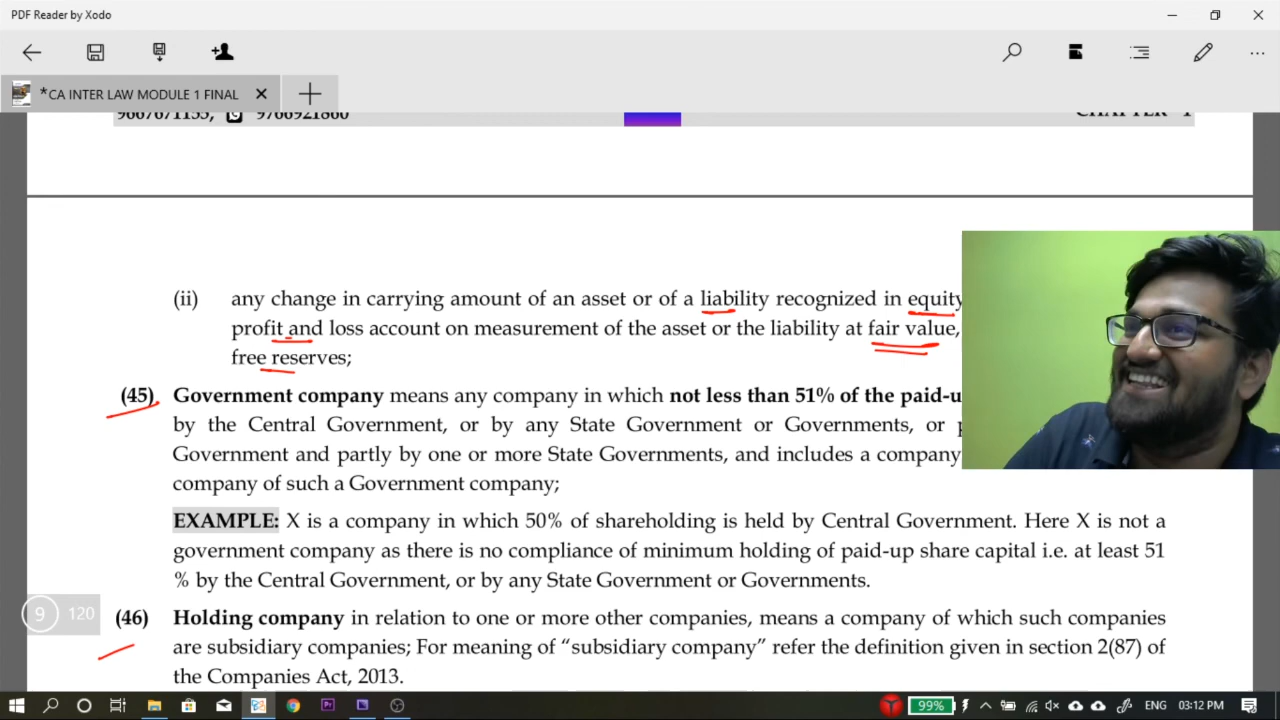 PDF Reader by Xodo
*CA INTER LAW MODULE 1 FINAL
9667671155, 9766921860 CHAPTER - 1
(ii) any change in carrying amount of an asset or of a liability recognized in equity
profit and loss account on measurement of the asset or the liability at fair value,
free reserves;
(45) Government company means any company in which not less than 51% of the paid-u
by the Central Government, or by any State Government or Governments, or p
Government and partly by one or more State Governments, and includes a company
company of such a Government company;
EXAMPLE: X is a company in which 50% of shareholding is held by Central Government. Here X is not a
government company as there is no compliance of minimum holding of paid-up share capital i.e. at least 51
% by the Central Government, or by any State Government or Governments.
9 120
(46) Holding company in relation to one or more other companies, means a company of which such companies
are subsidiary companies; For meaning of “subsidiary company” refer the definition given in section 2(87) of
the Companies Act, 2013.
99% ENG 03:12 PM